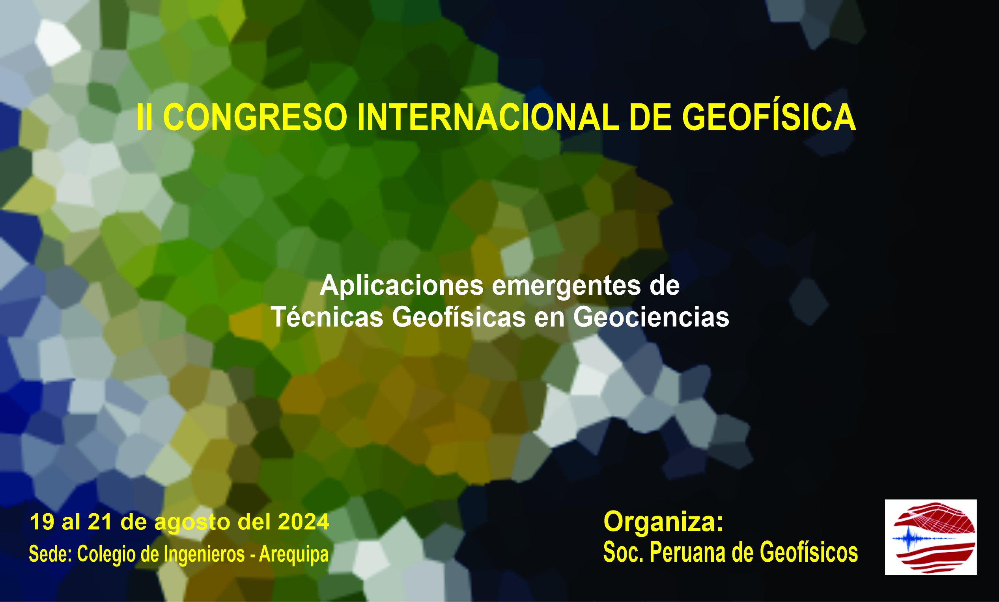 II CONGRESO INTERNACIONAL DE GEOFÍSICA
Aplicaciones emergentes de
Técnicas Geofísicas en Geociencias
19 al 21 de agosto del 2024
Sede: Colegio de Ingenieros - Arequipa
Organiza:
Soc. Peruana de Geofísicos